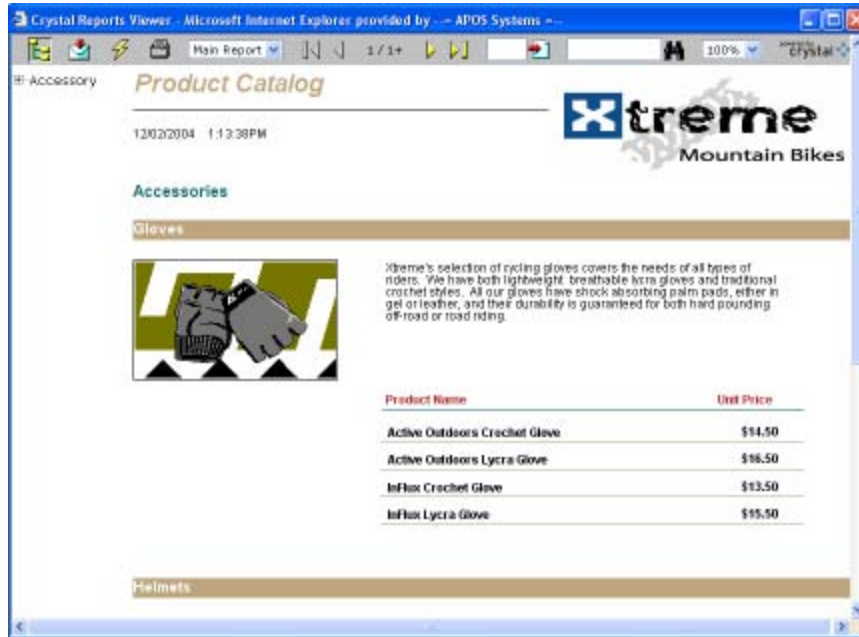 Crystal Reports Viewer - Microsoft Internet Explorer provided by --= APOS Systems =--
Main Report
1 / 1+
100%
crystal
Accessory
Product Catalog
12/02/2004 1:13:38PM
Xtreme
Mountain Bikes
Accessories
Gloves
Xtreme's selection of cycling gloves covers the needs of all types of
riders. We have both lightweight breathable lycra gloves and traditional
crochet styles. All our gloves have shock absorbing palm pads, either in
gel or leather, and their durability is guaranteed for both hard pounding
off-road or road riding.
Product Name Unit Price
Active Outdoors Crochet Glove $14.50
Active Outdoors Lycra Glove $16.50
InFlux Crochet Glove $13.50
InFlux Lycra Glove $15.50
Helmets